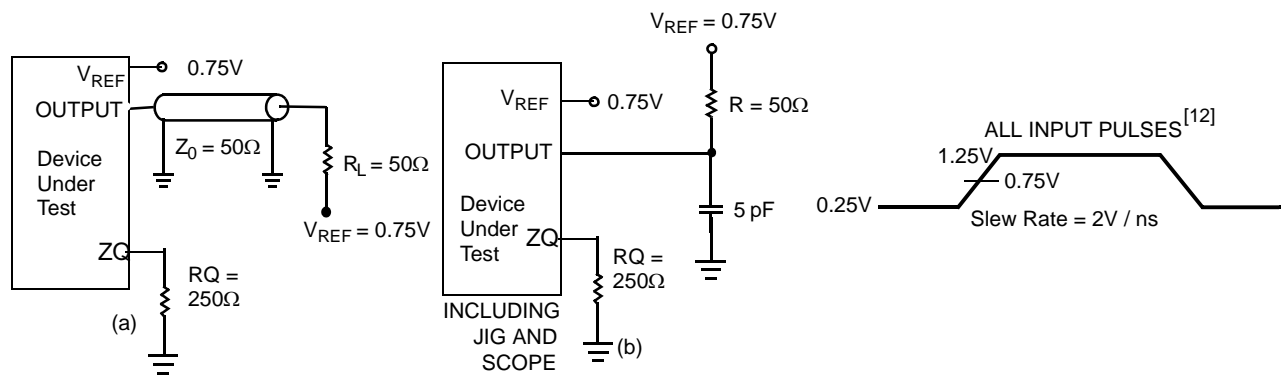 V_REF
0.75V
OUTPUT
Z_0 = 50Ω
Device
Under
Test
R_L = 50Ω
V_REF = 0.75V
ZQ
RQ =
250Ω
(a)
V_REF = 0.75V
V_REF
0.75V
R = 50Ω
OUTPUT
5 pF
Device
Under
Test
ZQ
RQ =
250Ω
INCLUDING
JIG AND
SCOPE
(b)
ALL INPUT PULSES[12]
1.25V
0.75V
0.25V
Slew Rate = 2V / ns